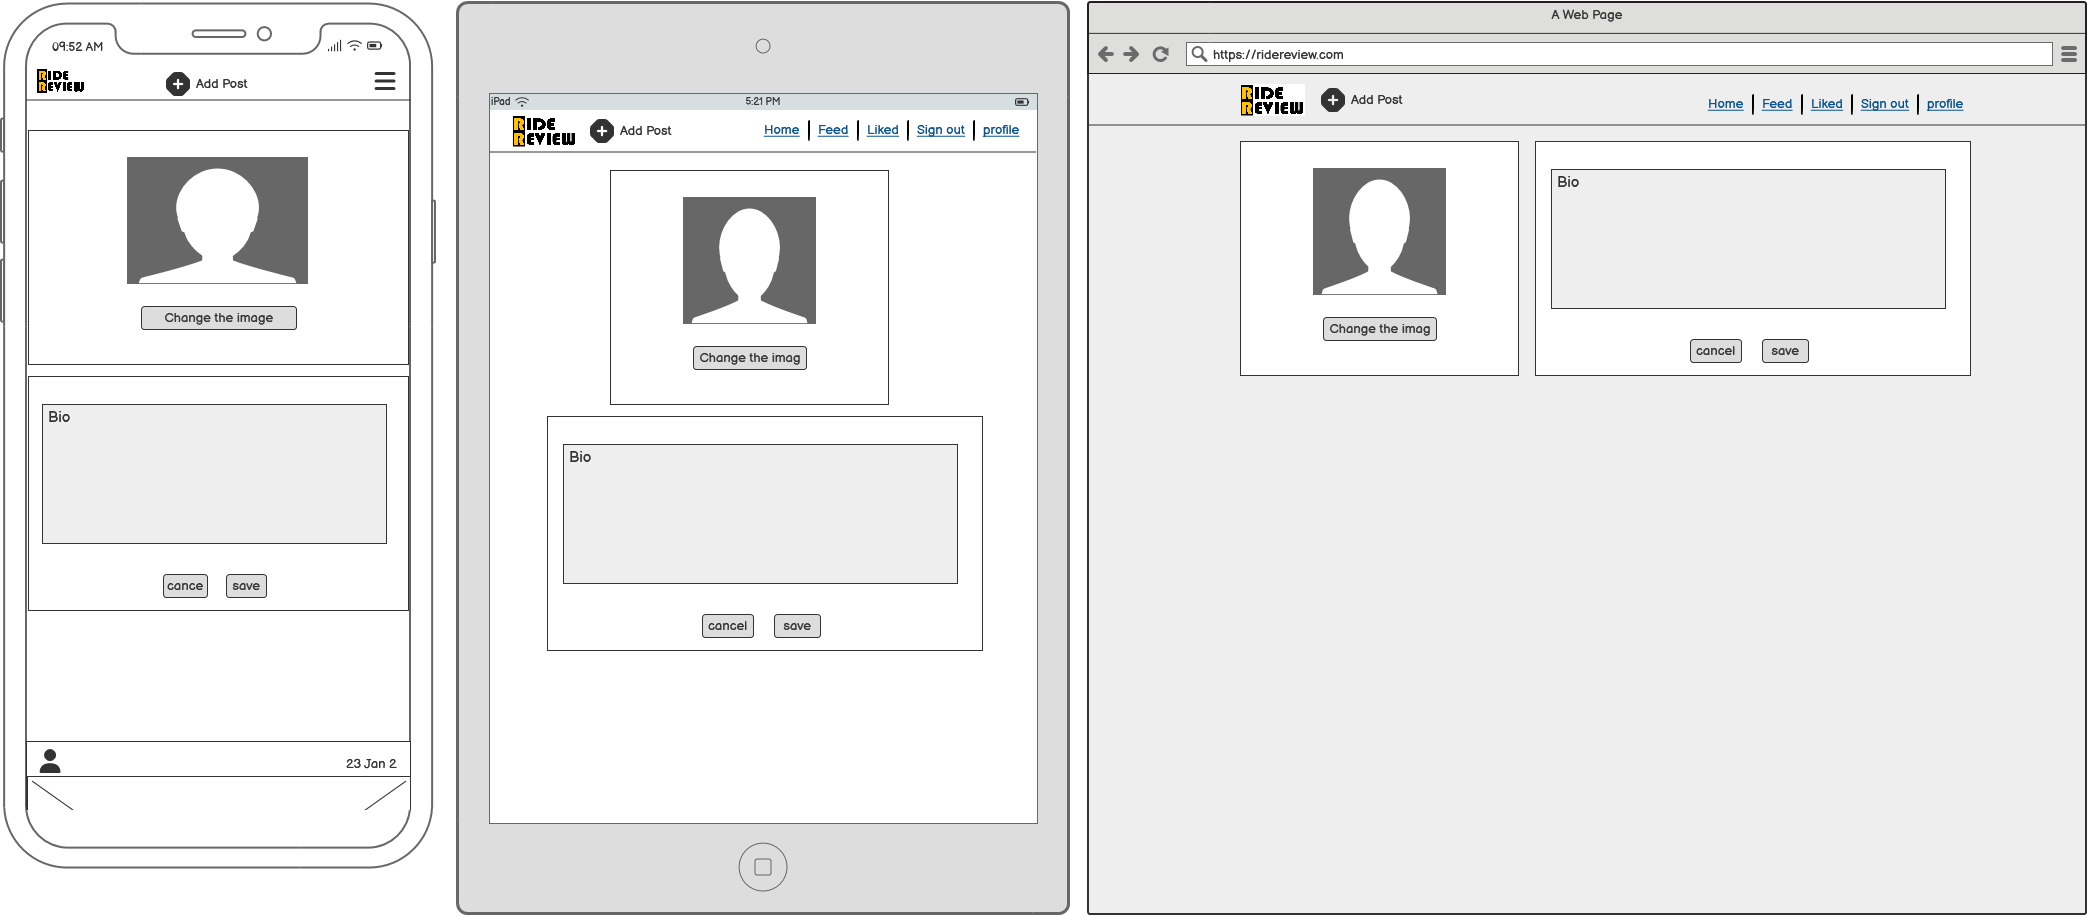 09:52 AM
RIDE
REVIEW
Add Post
Change the image
Bio
cance
save
23 Jan 2
iPad
5:21 PM
RIDE
REVIEW
Add Post
Home
Feed
Liked
Sign out
profile
Change the imag
Bio
cancel
save
A Web Page
https://ridereview.com
RIDE
REVIEW
Add Post
Home
Feed
Liked
Sign out
profile
Change the imag
Bio
cancel
save